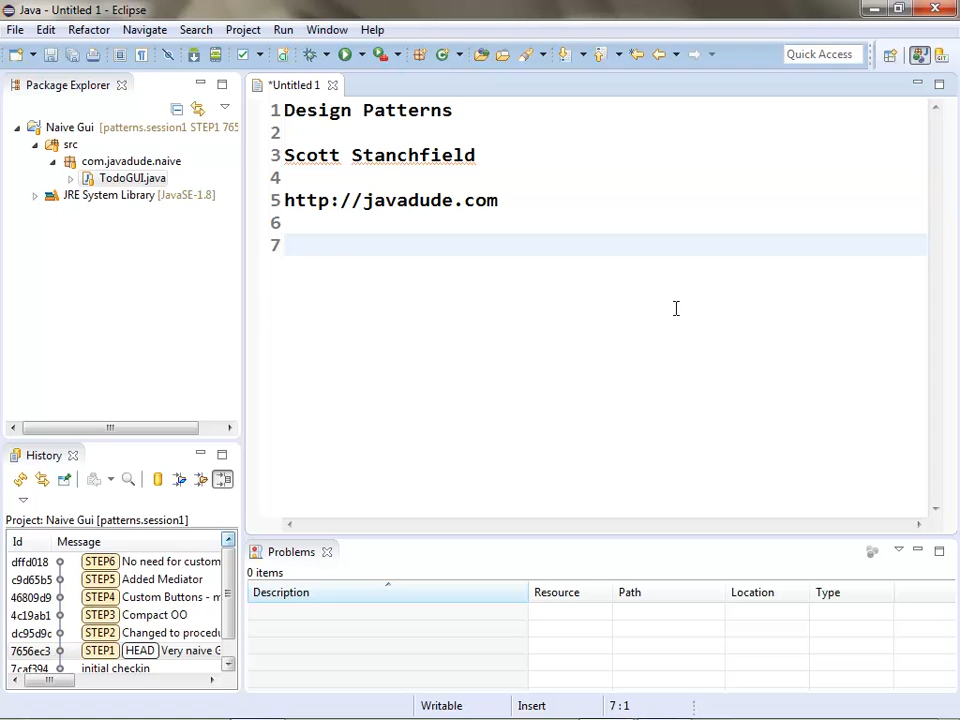 Java - Untitled 1 - Eclipse
File Edit Refactor Navigate Search Project Run Window Help
Quick Access
Package Explorer
*Untitled 1
Naive Gui [patterns.session1 STEP1 765
src
com.javadude.naive
TodoGUI.java
JRE System Library [JavaSE-1.8]
1 Design Patterns
2
3 Scott Stanchfield
4
5 http://javadude.com
6
7
History
Project: Naive Gui [patterns.session1]
Id Message
dffd018 STEP6 No need for custom
c9d65b5 STEP5 Added Mediator
46809d9 STEP4 Custom Buttons - m
4c19ab1 STEP3 Compact OO
dc95d9c STEP2 Changed to procedu
7656ec3 STEP1 HEAD Very naive G
7caf394 initial checkin
Problems
0 items
Description Resource Path Location Type
Writable Insert 7 : 1